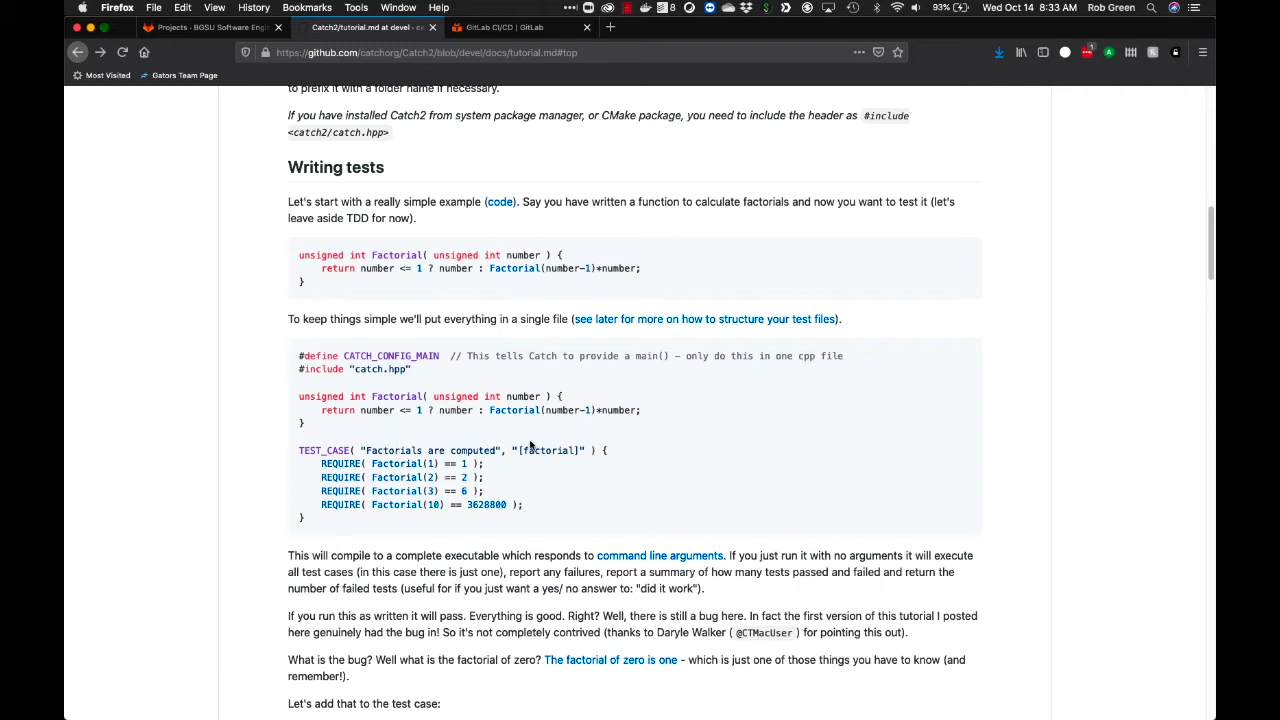 Firefox File Edit View History Bookmarks Tools Window Help 8 93% Wed Oct 14 8:33 AM Rob Green
Projects · BGSU Software Engi Catch2/tutorial.md at devel · ca GitLab CI/CD | GitLab
https://github.com/catchorg/Catch2/blob/devel/docs/tutorial.md#top
Most Visited Gators Team Page
to prefix it with a folder name if necessary.
If you have installed Catch2 from system package manager, or CMake package, you need to include the header as #include
<catch2/catch.hpp>
Writing tests
Let's start with a really simple example (code). Say you have written a function to calculate factorials and now you want to test it (let's
leave aside TDD for now).
unsigned int Factorial( unsigned int number ) {
return number <= 1 ? number : Factorial(number-1)*number;
}
To keep things simple we'll put everything in a single file (see later for more on how to structure your test files).
#define CATCH_CONFIG_MAIN // This tells Catch to provide a main() - only do this in one cpp file
#include "catch.hpp"
unsigned int Factorial( unsigned int number ) {
return number <= 1 ? number : Factorial(number-1)*number;
}
TEST_CASE( "Factorials are computed", "[factorial]" ) {
REQUIRE( Factorial(1) == 1 );
REQUIRE( Factorial(2) == 2 );
REQUIRE( Factorial(3) == 6 );
REQUIRE( Factorial(10) == 3628800 );
}
This will compile to a complete executable which responds to command line arguments. If you just run it with no arguments it will execute
all test cases (in this case there is just one), report any failures, report a summary of how many tests passed and failed and return the
number of failed tests (useful for if you just want a yes/ no answer to: "did it work").
If you run this as written it will pass. Everything is good. Right? Well, there is still a bug here. In fact the first version of this tutorial I posted
here genuinely had the bug in! So it's not completely contrived (thanks to Daryle Walker ( @CTMacUser ) for pointing this out).
What is the bug? Well what is the factorial of zero? The factorial of zero is one - which is just one of those things you have to know (and
remember!).
Let's add that to the test case: